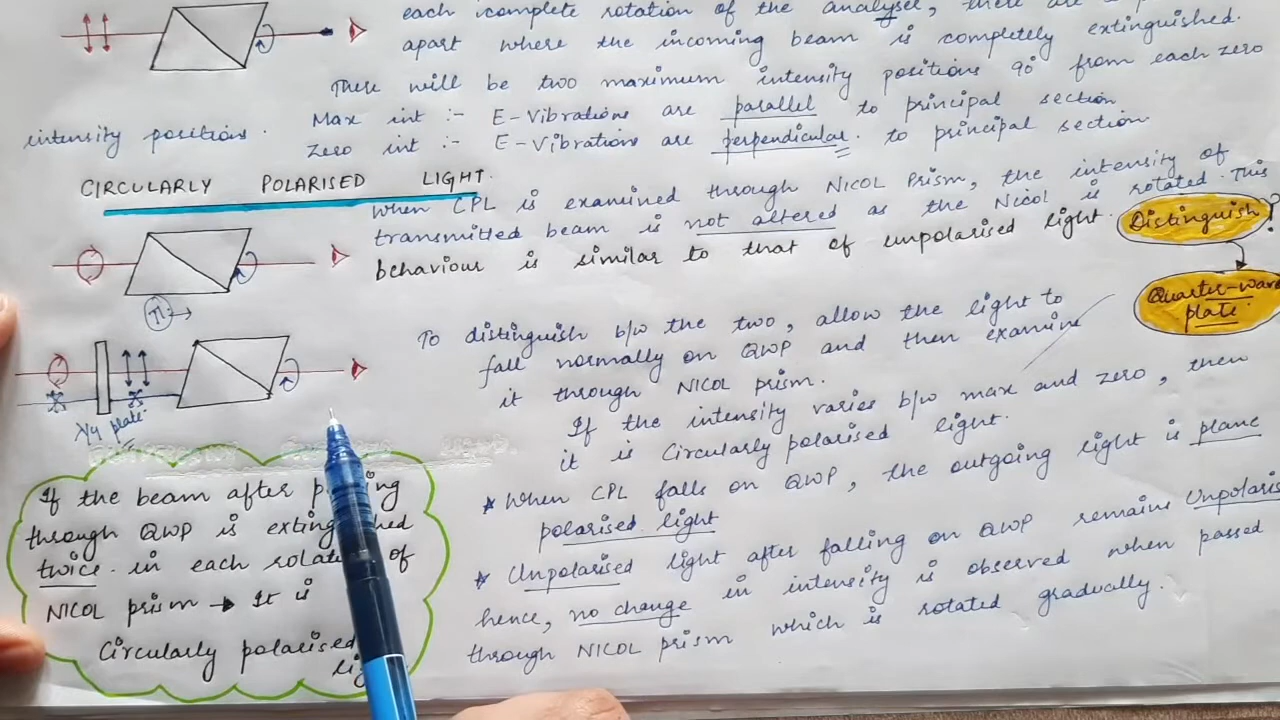 each complete rotation of the analyser, there are
apart where the incoming beam is completely extinguished.
There will be two maximum intensity positions 90° from each zero
intensity positions. Max int :- E-Vibrations are parallel to principal section
Zero int :- E-Vibrations are perpendicular. to principal section
CIRCULARLY POLARISED LIGHT.
When CPL is examined through NICOL Prism, the intensity of
transmitted beam is not altered as the Nicol is rotated. This
behaviour is similar to that of unpolarised light.
Distinguish?
Quarter-wave
plate.
To distinguish b/w the two, allow the light to
fall normally on QWP and then examine
it through NICOL prism.
If the intensity varies b/w max and zero, then
it is Circularly polarised light.
* When CPL falls on QWP, the outgoing light is plane
polarised light
* Unpolarised light after falling on QWP remains Unpolaris
hence, no change in intensity is observed when passed
through NICOL prism which is rotated gradually.
λ/4 plate
If the beam after
through QWP is
twice in each of
NICOL prism → It is
Circularly polarised